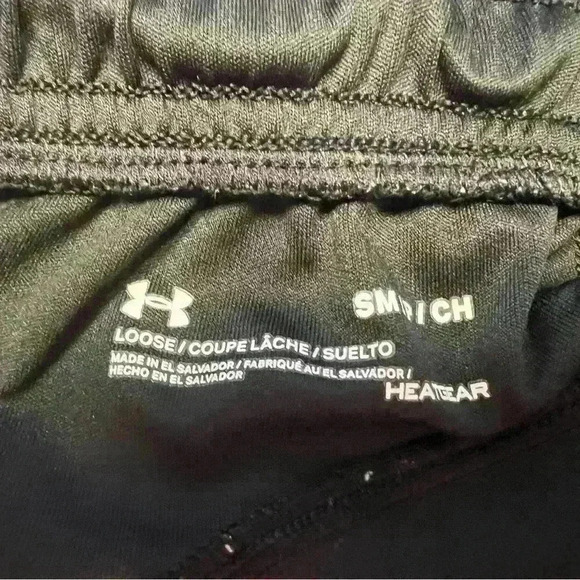 SM/P/CH
LOOSE / COUPE LÂCHE / SUELTO
MADE IN EL SALVADOR / FABRIQUÉ AU EL SALVADOR /
HECHO EN EL SALVADOR
HEATGEAR